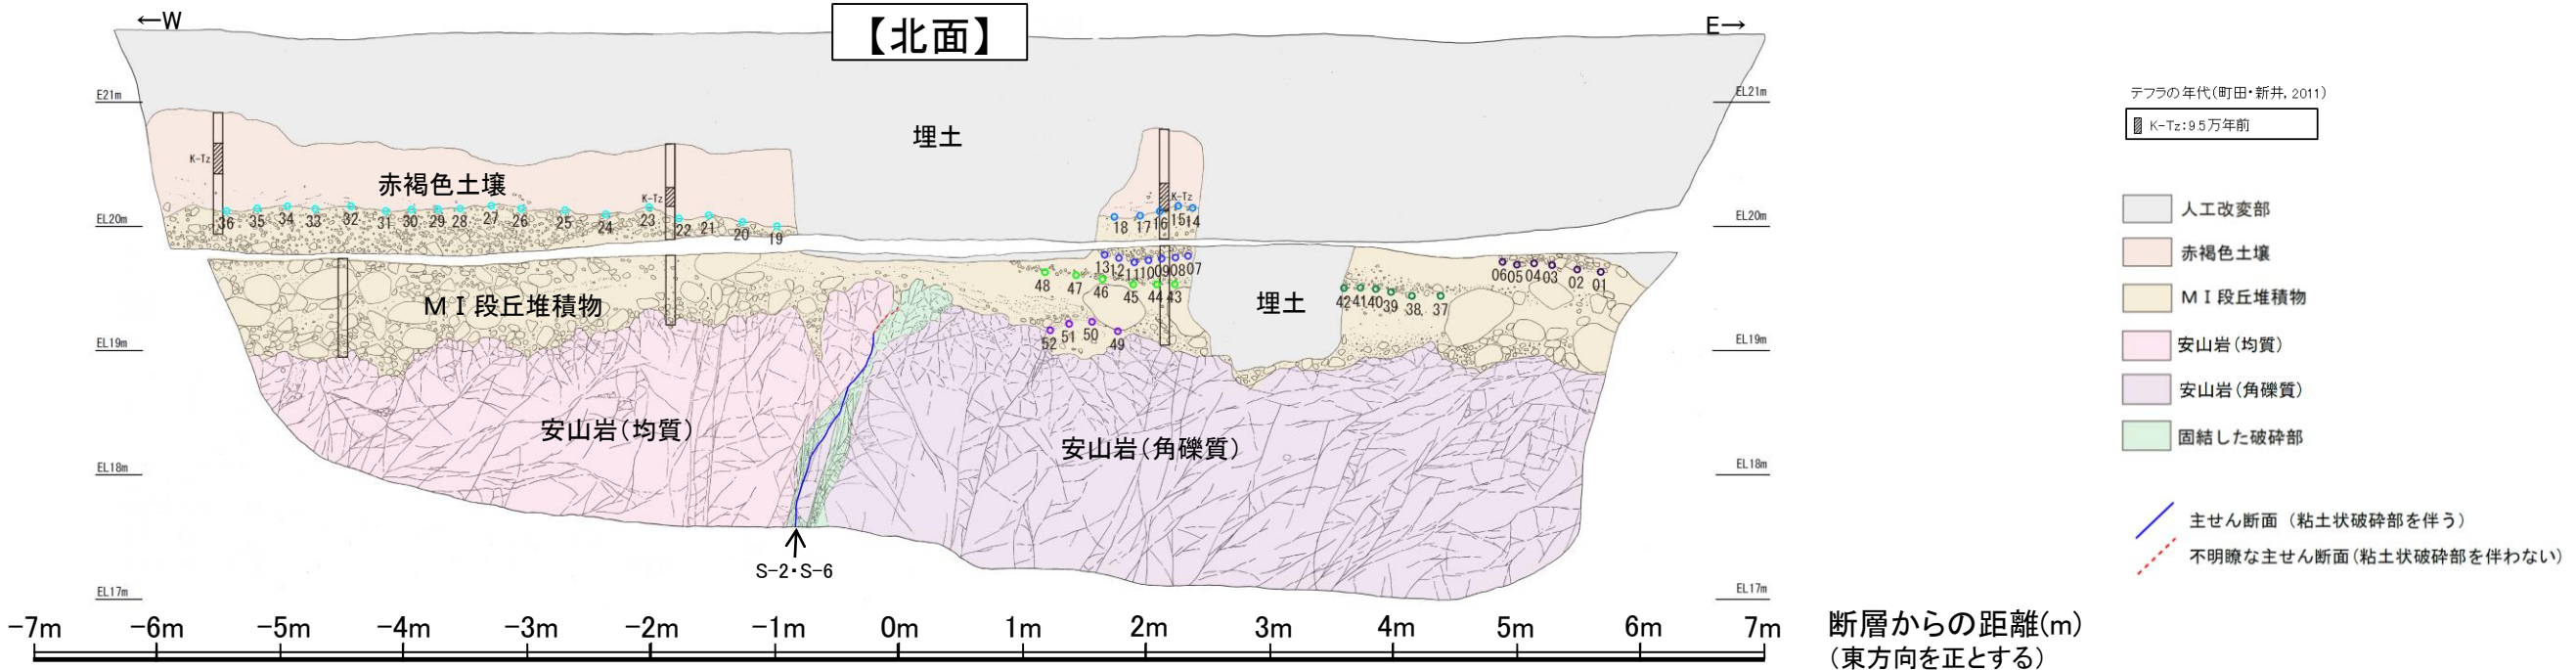 ←W
【北面】
E→
E21m
EL21m
テフラの年代(町田・新井, 2011)
K-Tz:9.5万年前
埋土
K-Tz
赤褐色土壌
K-Tz
K-Tz
人工改変部
EL20m
EL20m
36 35 34 33 32 31 30 29 28 27 26 25 24 23 22 21 20 19
18 17 16 15 14
赤褐色土壌
13 12 11 10 09 08 07
06 05 04 03 02 01
48 47 46 45 44 43
42 41 40 39 38 37
ＭⅠ段丘堆積物
埋土
ＭⅠ段丘堆積物
52 51 50 49
EL19m
EL19m
安山岩(均質)
安山岩(角礫質)
安山岩(均質)
安山岩(角礫質)
固結した破砕部
EL18m
EL18m
主せん断面 (粘土状破砕部を伴う)
不明瞭な主せん断面(粘土状破砕部を伴わない)
S-2・S-6
EL17m
EL17m
-7m -6m -5m -4m -3m -2m -1m 0m 1m 2m 3m 4m 5m 6m 7m
断層からの距離(m)
(東方向を正とする)